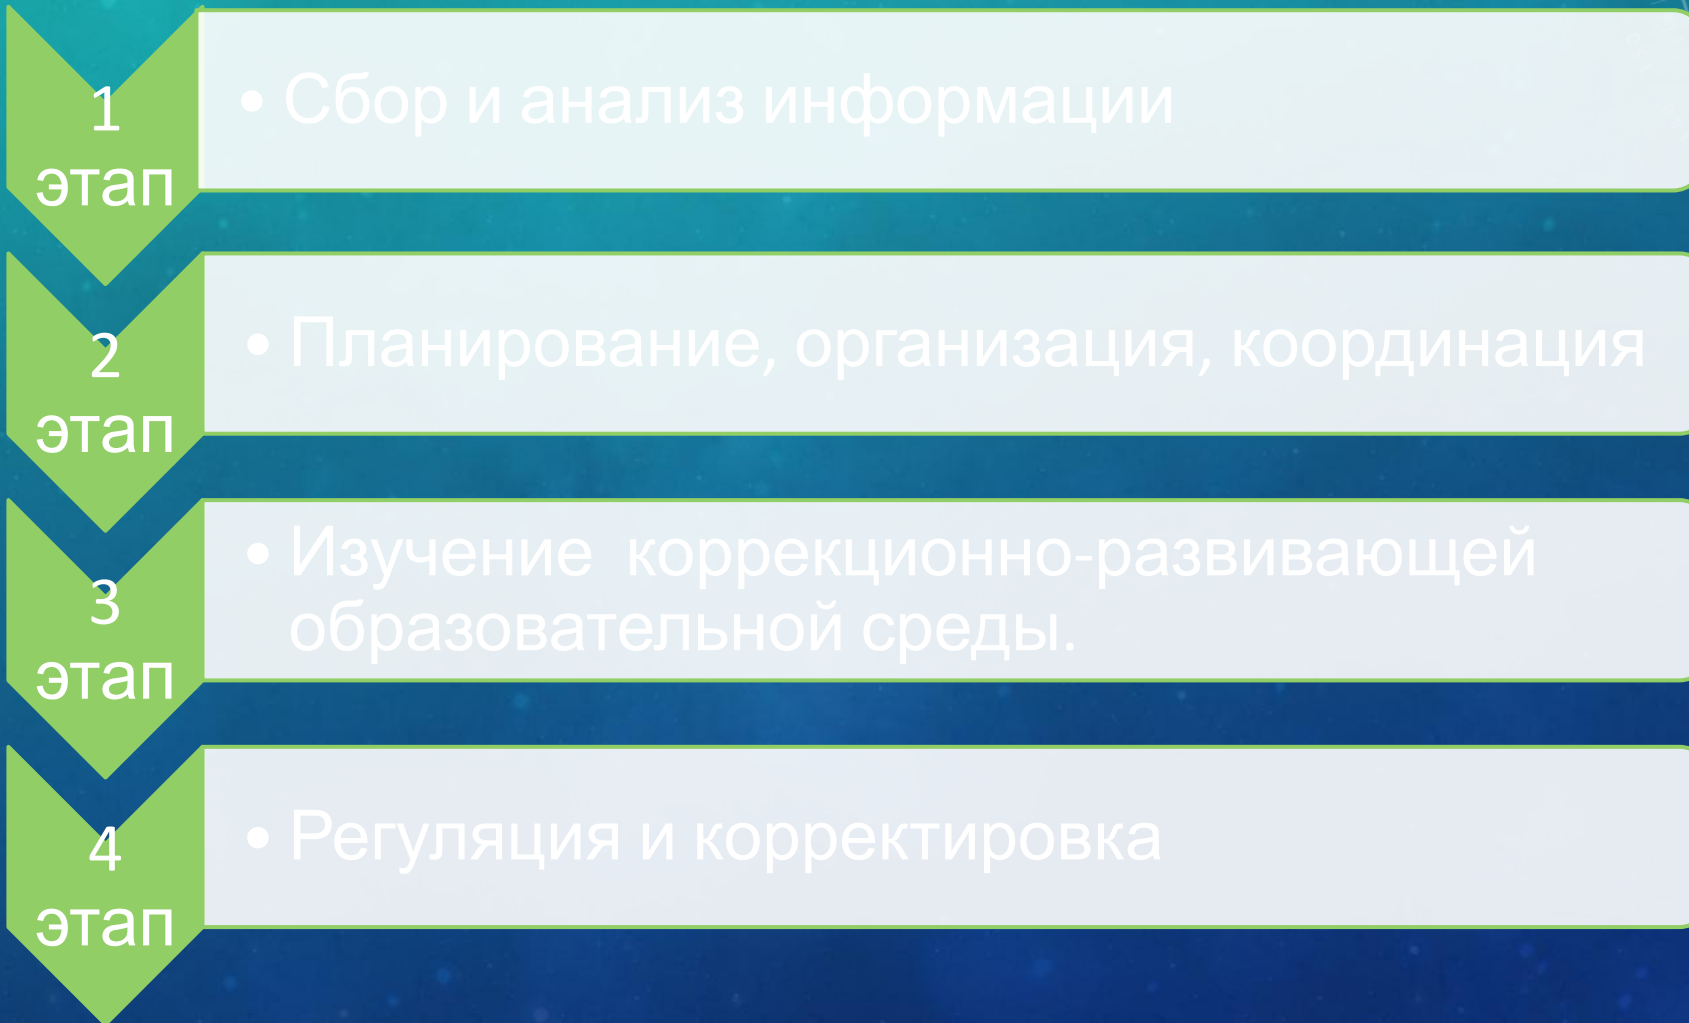 1
этап
• Сбор и анализ информации
2
этап
• Планирование, организация, координация
3
этап
• Изучение  коррекционно-развивающей
образовательной среды.
4
этап
• Регуляция и корректировка